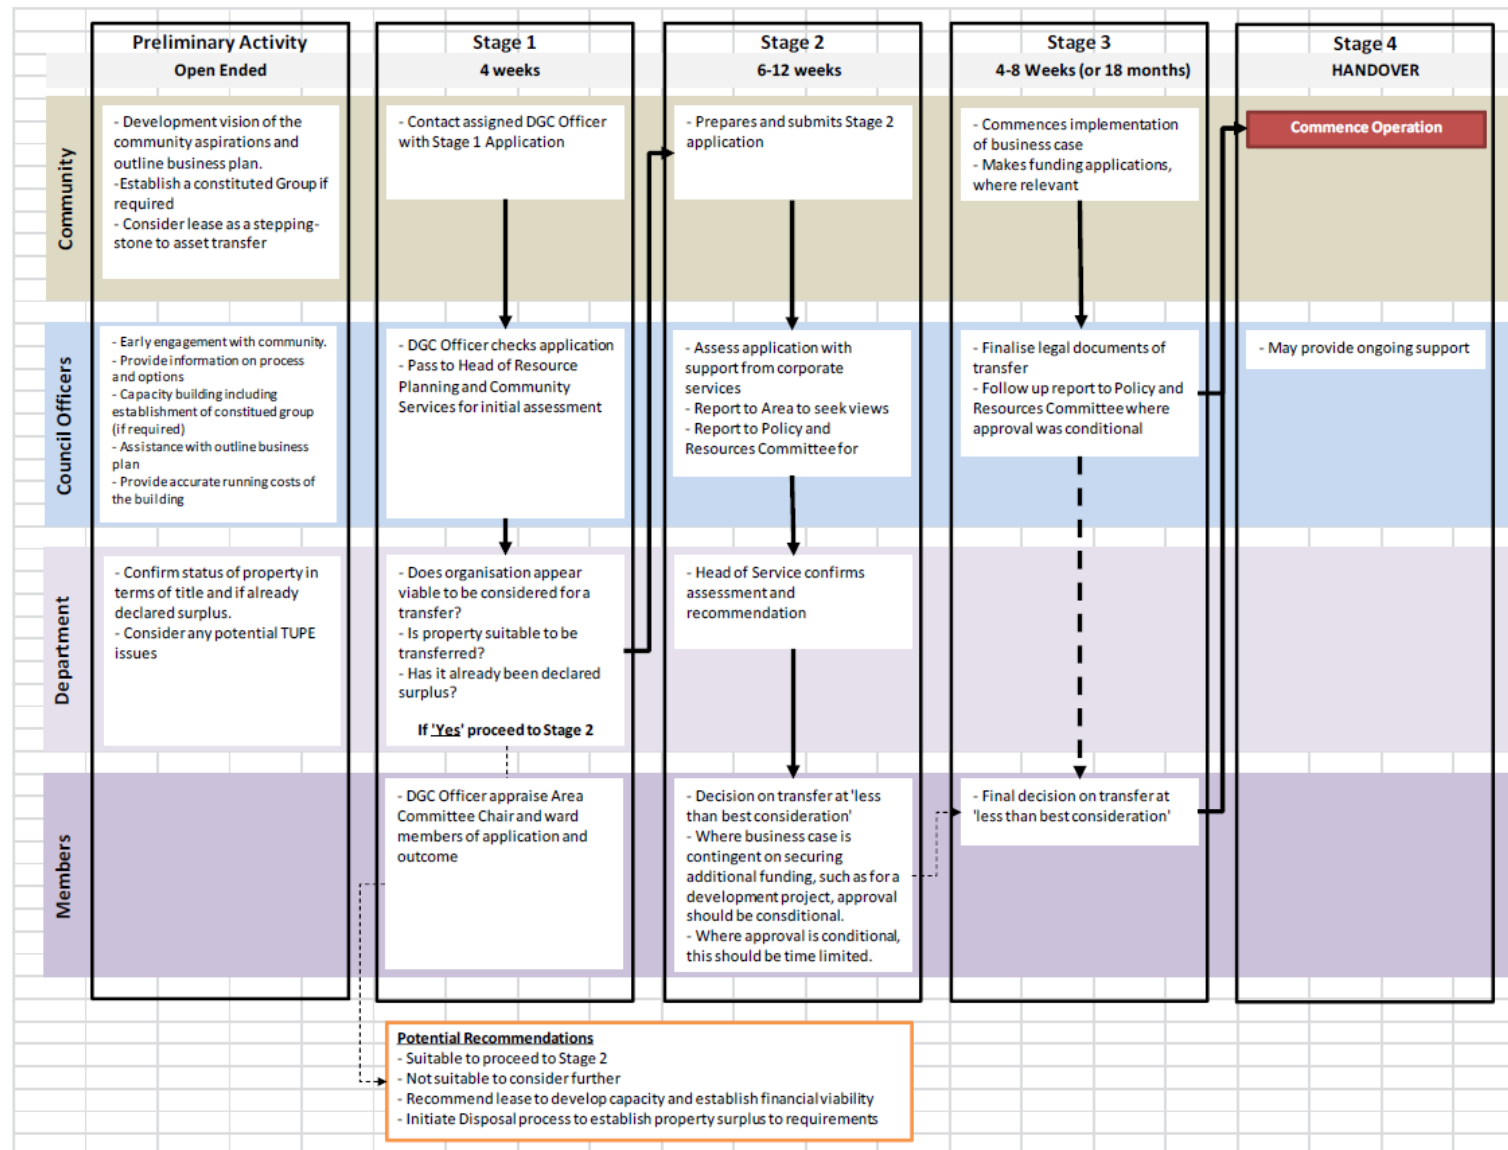 Preliminary Activity
Open Ended
Stage 1
4 weeks
Stage 2
6-12 weeks
Stage 3
4-8 Weeks (or 18 months)
Stage 4
HANDOVER
Community
- Development vision of the
community aspirations and
outline business plan.
-Establish a constituted Group if
required
- Consider lease as a stepping-
stone to asset transfer
- Contact assigned DGC Officer
with Stage 1 Application
- Prepares and submits Stage 2
application
- Commences implementation
of business case
- Makes funding applications,
where relevant
Commence Operation
Council Officers
- Early engagement with community.
- Provide information on process
and options
- Capacity building including
establishment of constitued group
(if required)
- Assistance with outline business
plan
- Provide accurate running costs of
the building
- DGC Officer checks application
- Pass to Head of Resource
Planning and Community
Services for initial assessment
- Assess application with
support from corporate
services
- Report to Area to seek views
- Report to Policy and
Resources Committee for
- Finalise legal documents of
transfer
- Follow up report to Policy and
Resources Committee where
approval was conditional
- May provide ongoing support
Department
- Confirm status of property in
terms of title and if already
declared surplus.
- Consider any potential TUPE
issues
- Does organisation appear
viable to be considered for a
transfer?
- Is property suitable to be
transferred?
- Has it already been declared
surplus?
If 'Yes' proceed to Stage 2
- Head of Service confirms
assessment and
recommendation
Members
- DGC Officer appraise Area
Committee Chair and ward
members of application and
outcome
- Decision on transfer at 'less
than best consideration'
- Where business case is
contingent on securing
additional funding, such as for a
development project, approval
should be consditional.
- Where approval is conditional,
this should be time limited.
- Final decision on transfer at
'less than best consideration'
Potential Recommendations
- Suitable to proceed to Stage 2
- Not suitable to consider further
- Recommend lease to develop capacity and establish financial viability
- Initiate Disposal process to establish property surplus to requirements